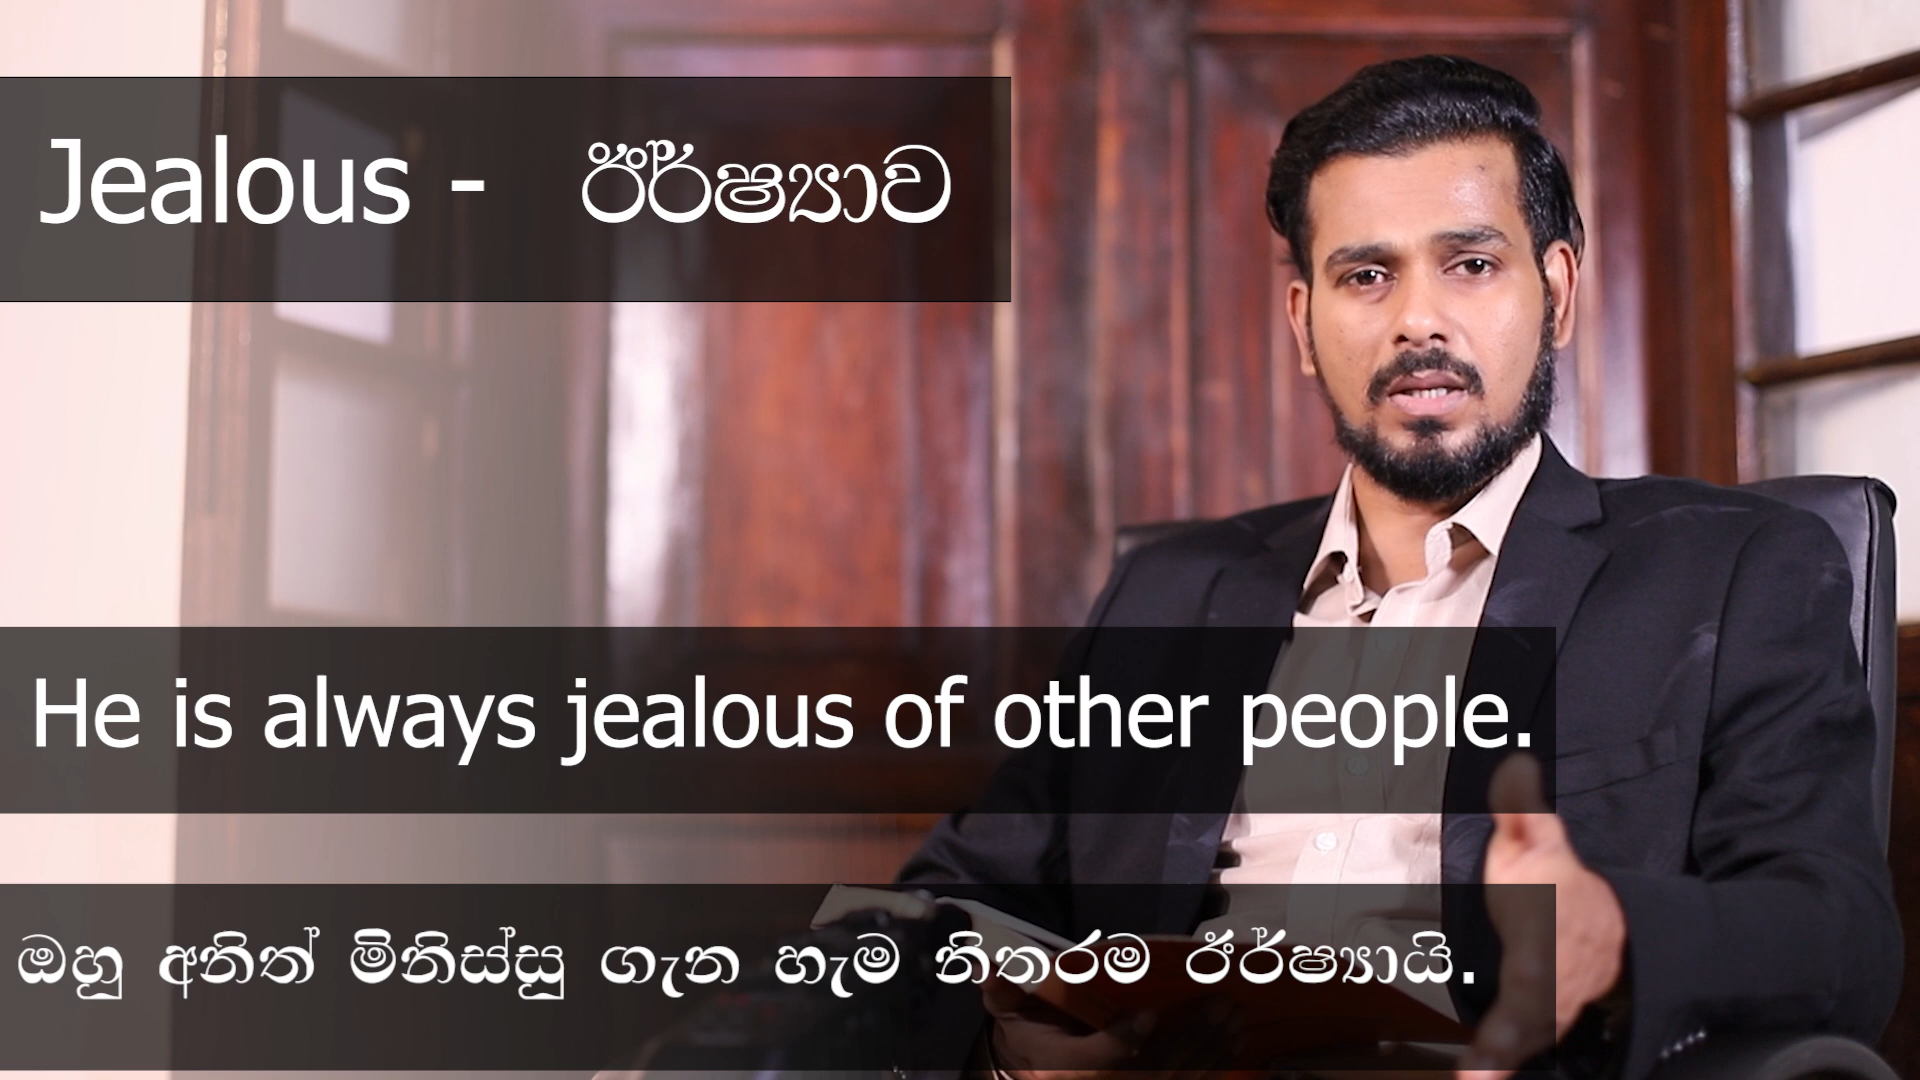 Jealous - ඊර්ෂ්‍යාව
He is always jealous of other people.
ඔහු අනිත් මිනිස්සු ගැන හැම නිතරම ඊර්ෂ්‍යායි.